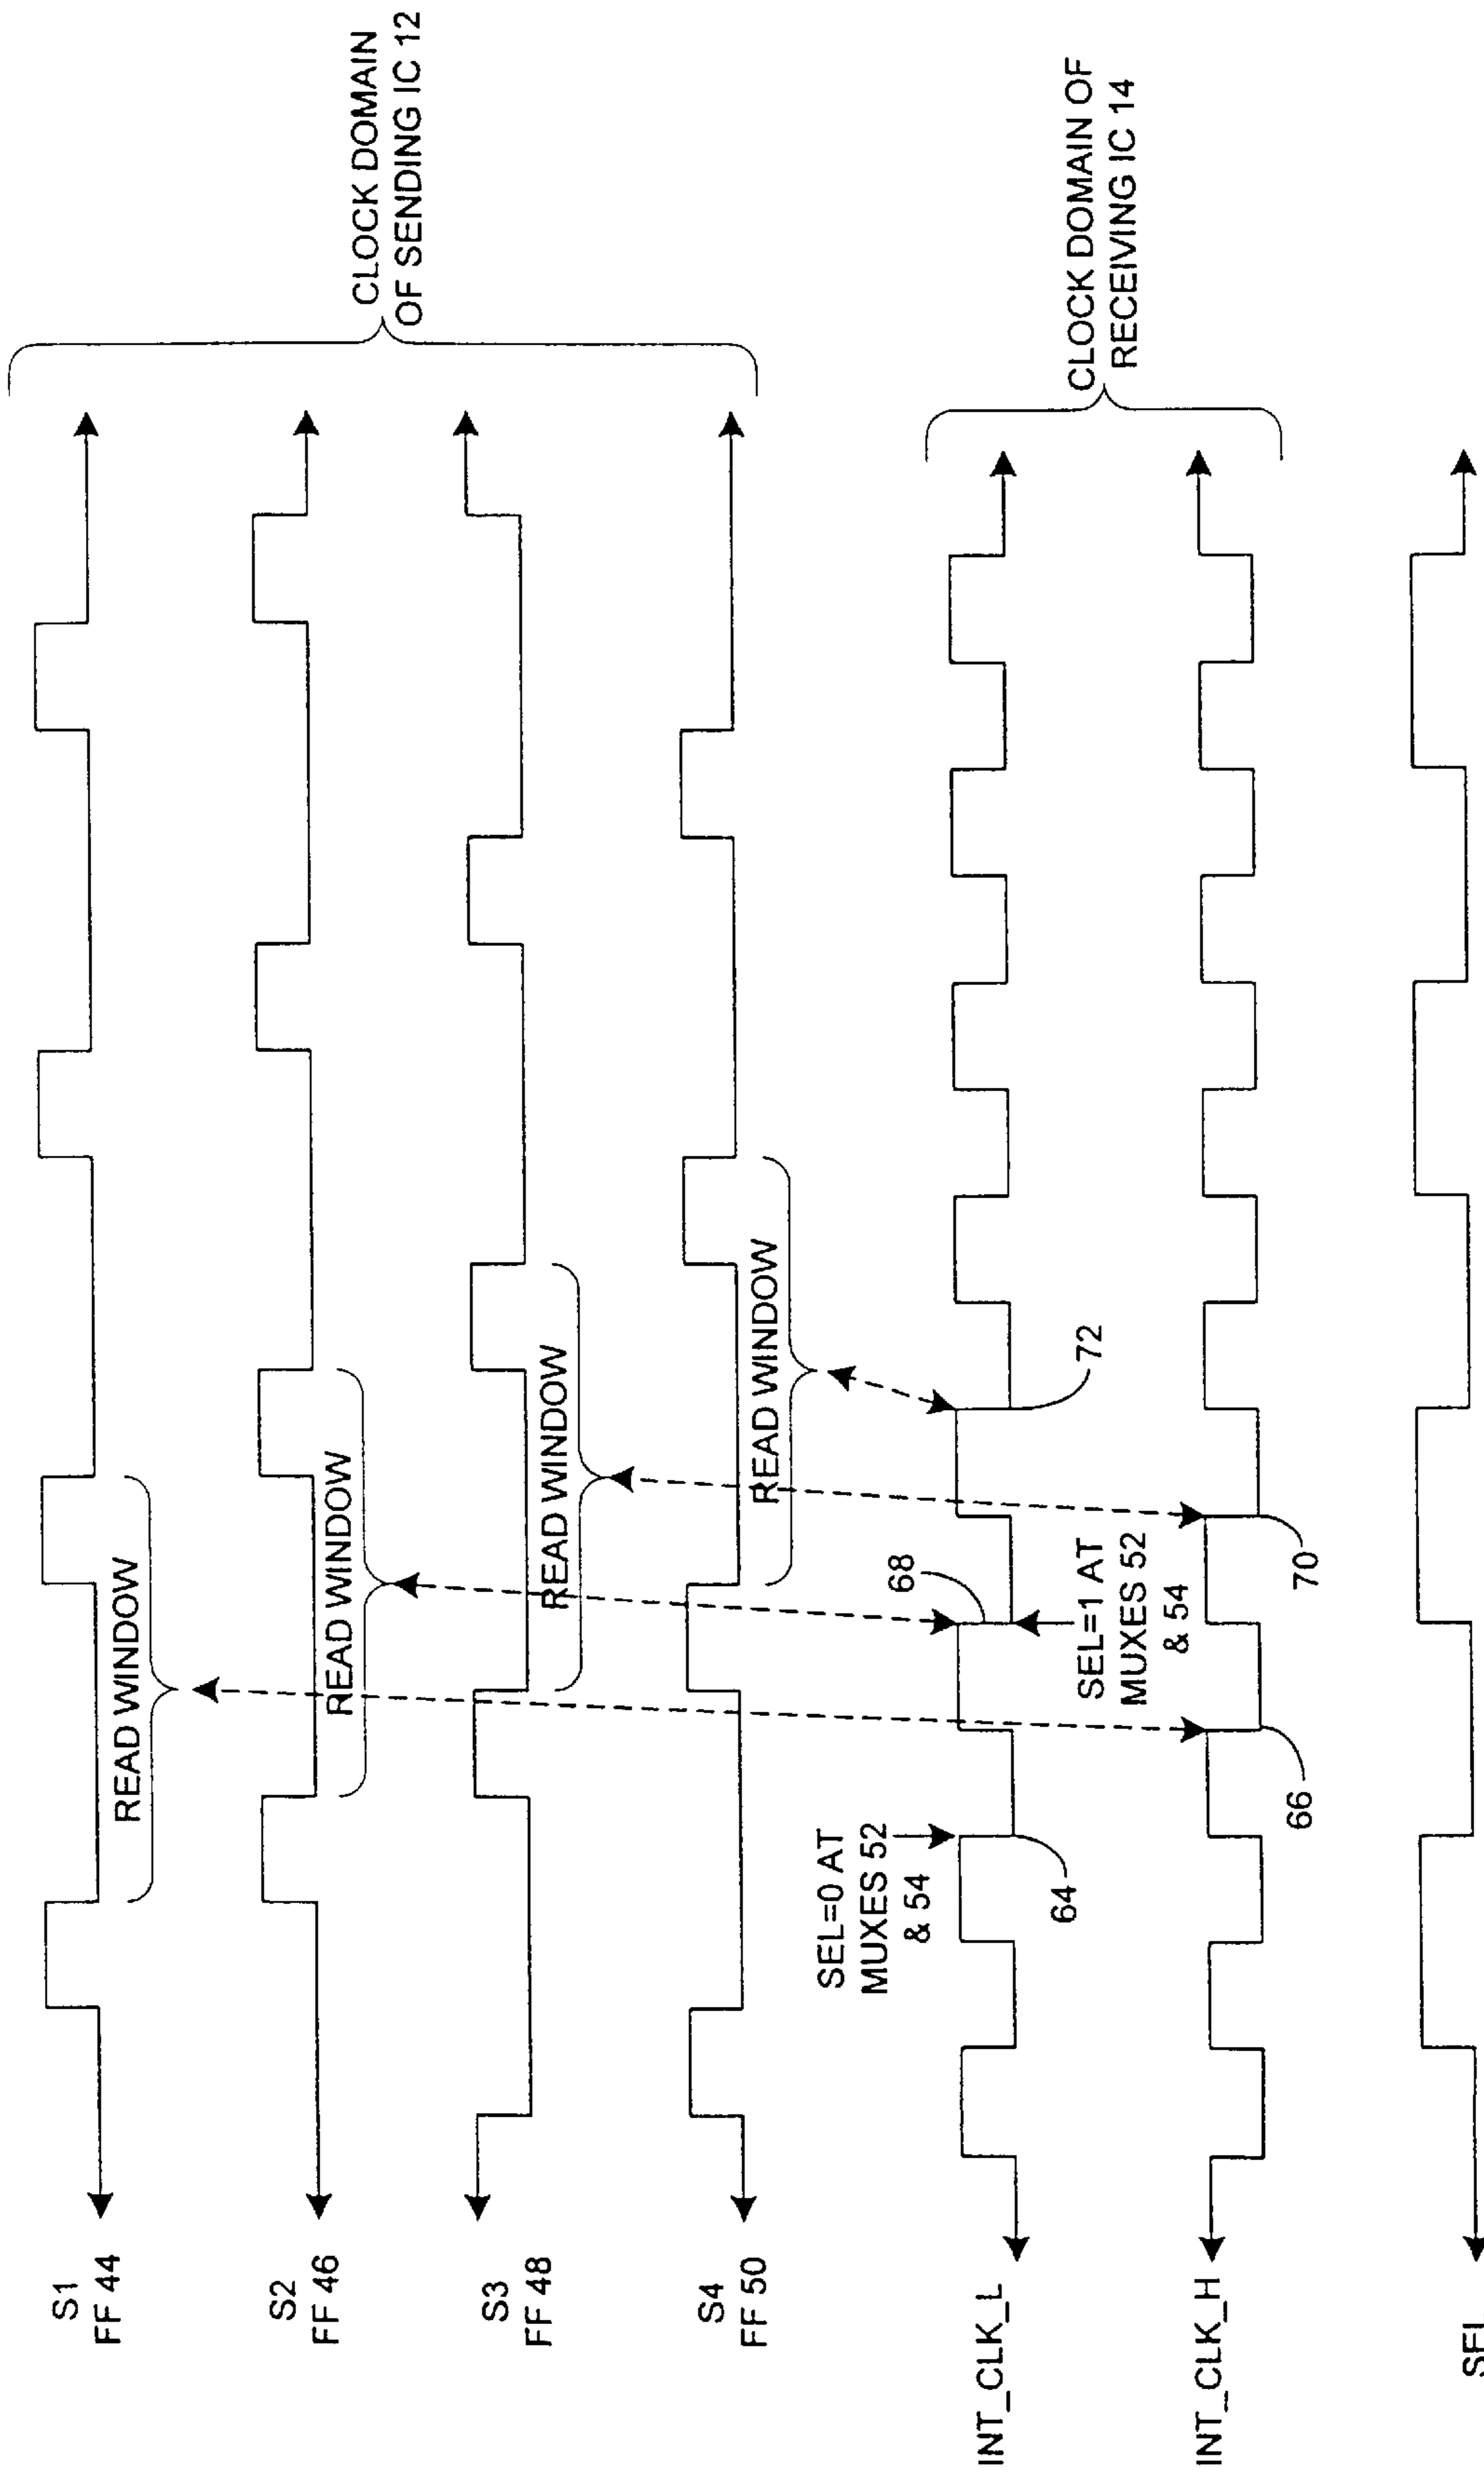 S1
FF 44
READ WINDOW
S2
FF 46
READ WINDOW
S3
FF 48
READ WINDOW
S4
FF 50
READ WINDOW
CLOCK DOMAIN
OF SENDING IC 12
SEL=0 AT
MUXES 52
& 54
INT_CLK_L
64
68
72
SEL=1 AT
MUXES 52
& 54
INT_CLK_H
66
70
CLOCK DOMAIN OF
RECEIVING IC 14
SEL